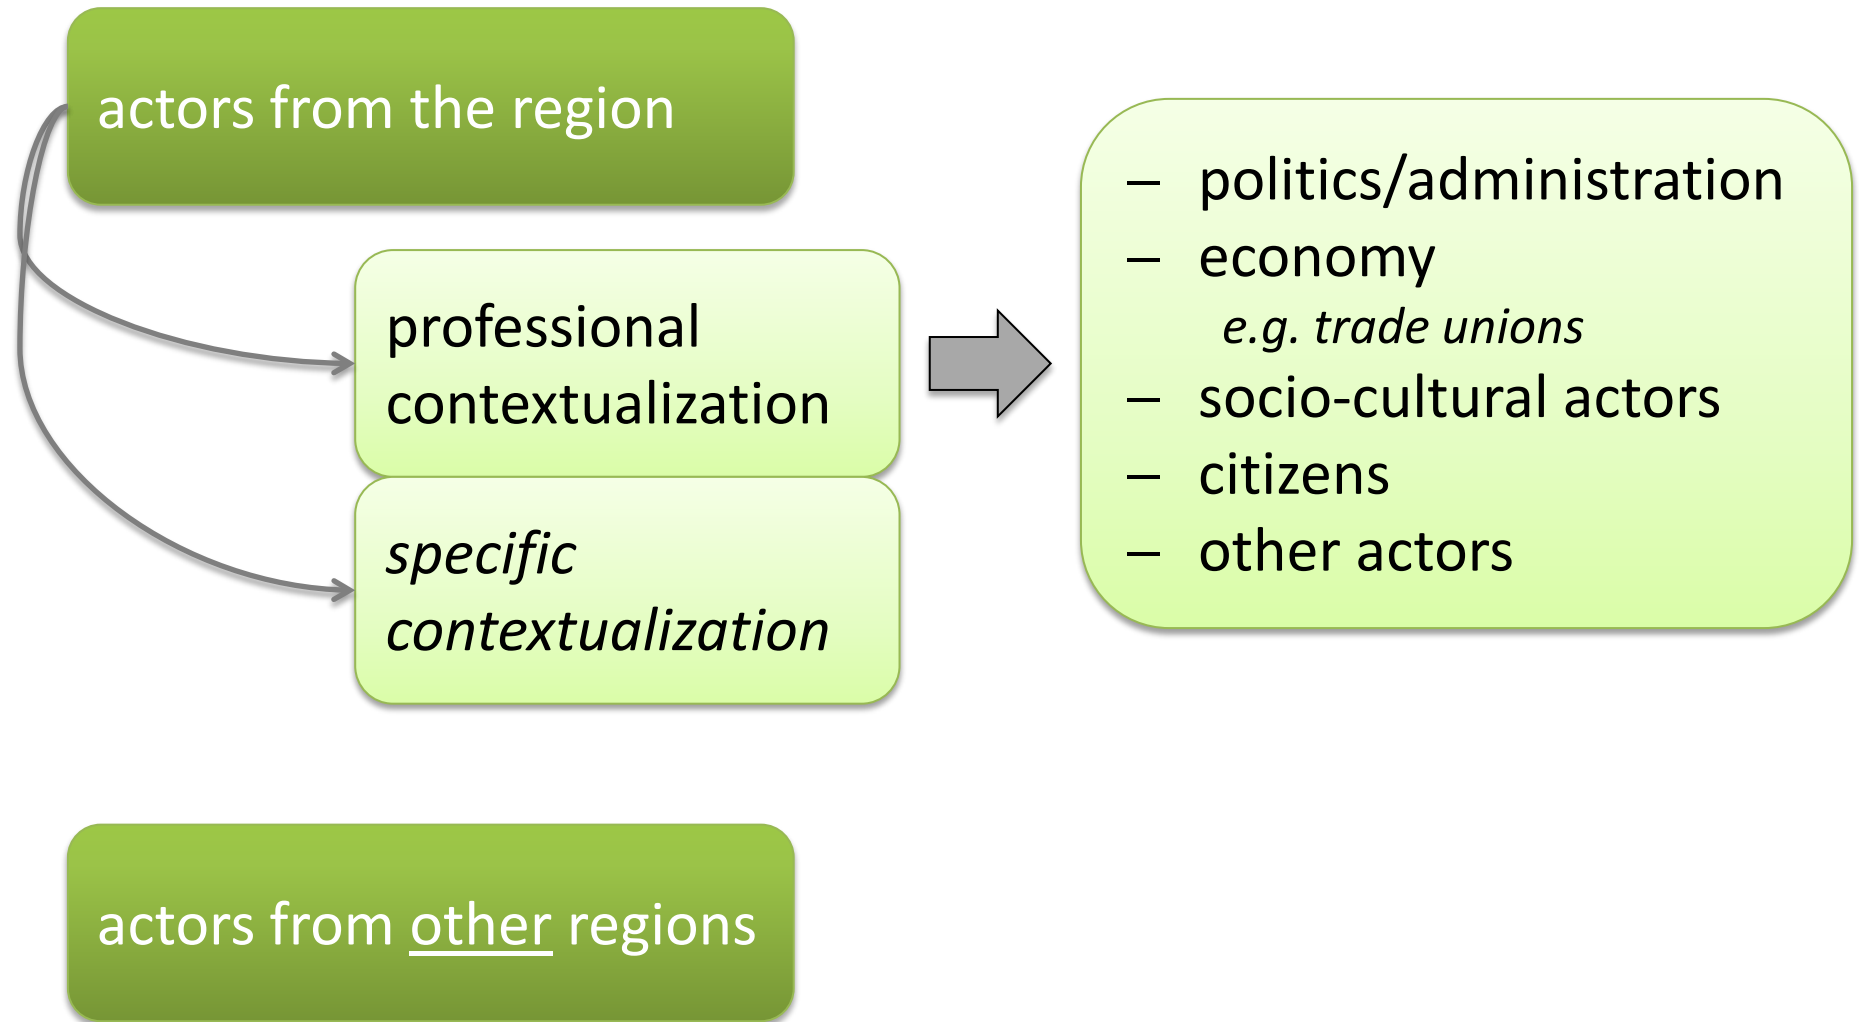 actors from the region
professional
contextualization
specific
contextualization
– politics/administration
– economy
e.g. trade unions
– socio-cultural actors
– citizens
– other actors
actors from other regions